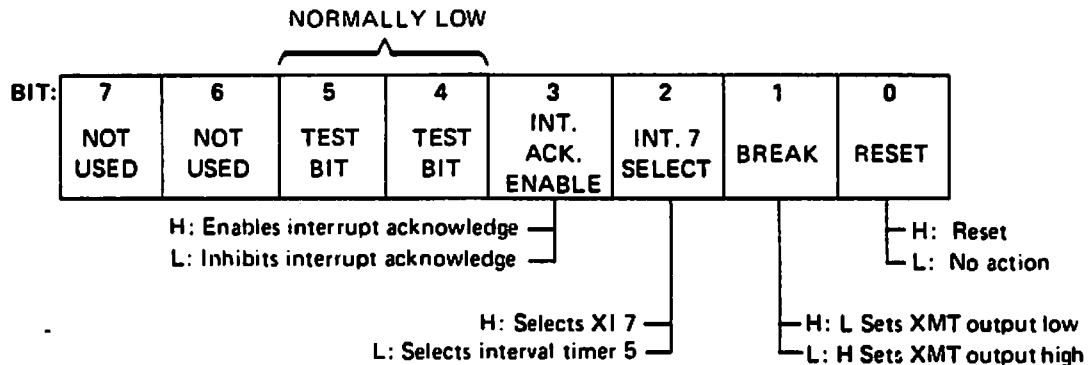 NORMALLY LOW
BIT: 7 6 5 4 3 2 1 0
NOT USED
NOT USED
TEST BIT
TEST BIT
INT. ACK. ENABLE
INT. 7 SELECT
BREAK
RESET
H: Enables interrupt acknowledge
L: Inhibits interrupt acknowledge
H: Reset
L: No action
H: Selects XI 7
L: Selects interval timer 5
H: L Sets XMT output low
L: H Sets XMT output high